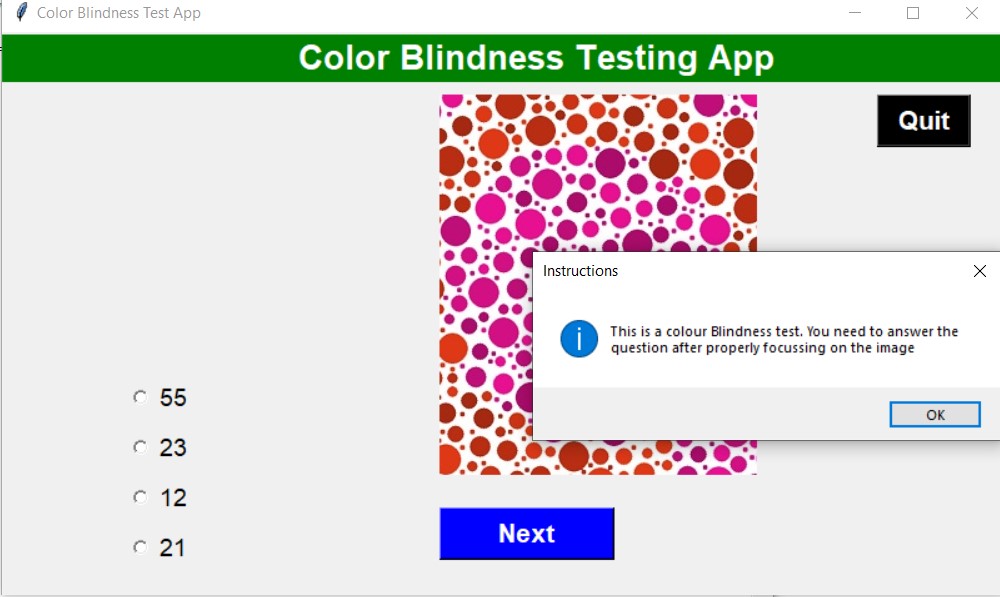 Color Blindness Test App
Color Blindness Testing App
Quit
Instructions
This is a colour Blindness test. You need to answer the
question after properly focussing on the image
OK
55
23
12
21
Next